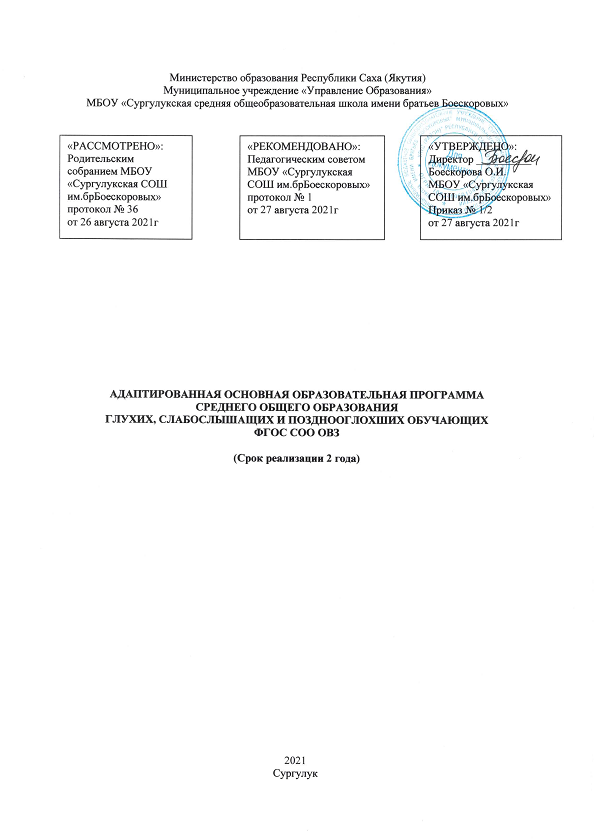 Министерство образования Республики Саха (Якутия)
Муниципальное учреждение «Управление Образования»
МБОУ «Сургулукская средняя общеобразовательная школа имени братьев Боескоровых»
«РАССМОТРЕНО»:
Родительским
собранием МБОУ
«Сургулукская СОШ
им.брБоескоровых»
протокол № 36
от 26 августа 2021г
«РЕКОМЕНДОВАНО»:
Педагогическим советом
МБОУ «Сургулукская
СОШ им.брБоескоровых»
протокол № 1
от 27 августа 2021г
«УТВЕРЖДЕНО»:
Директор
Боескорова О.И.
МБОУ «Сургулукская
СОШ им.брБоескоровых»
Приказ № 1/2
от 27 августа 2021г
АДАПТИРОВАННАЯ ОСНОВНАЯ ОБРАЗОВАТЕЛЬНАЯ ПРОГРАММА
СРЕДНЕГО ОБЩЕГО ОБРАЗОВАНИЯ
ГЛУХИХ, СЛАБОСЛЫШАЩИХ И ПОЗДНООГЛОХШИХ ОБУЧАЮЩИХ
ФГОС СОО ОВЗ
(Срок реализации 2 года)
2021
Сургулук